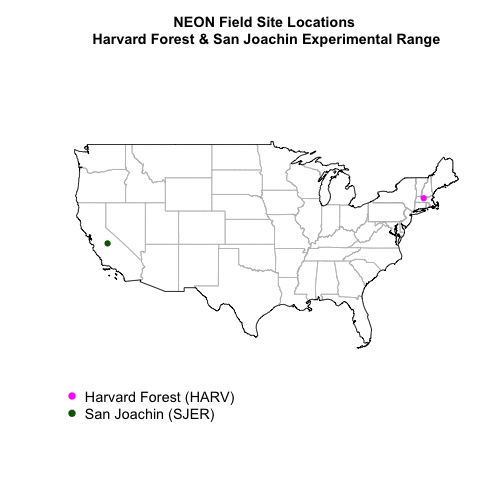 NEON Field Site Locations
Harvard Forest & San Joachin Experimental Range
Harvard Forest (HARV)
San Joachin (SJER)